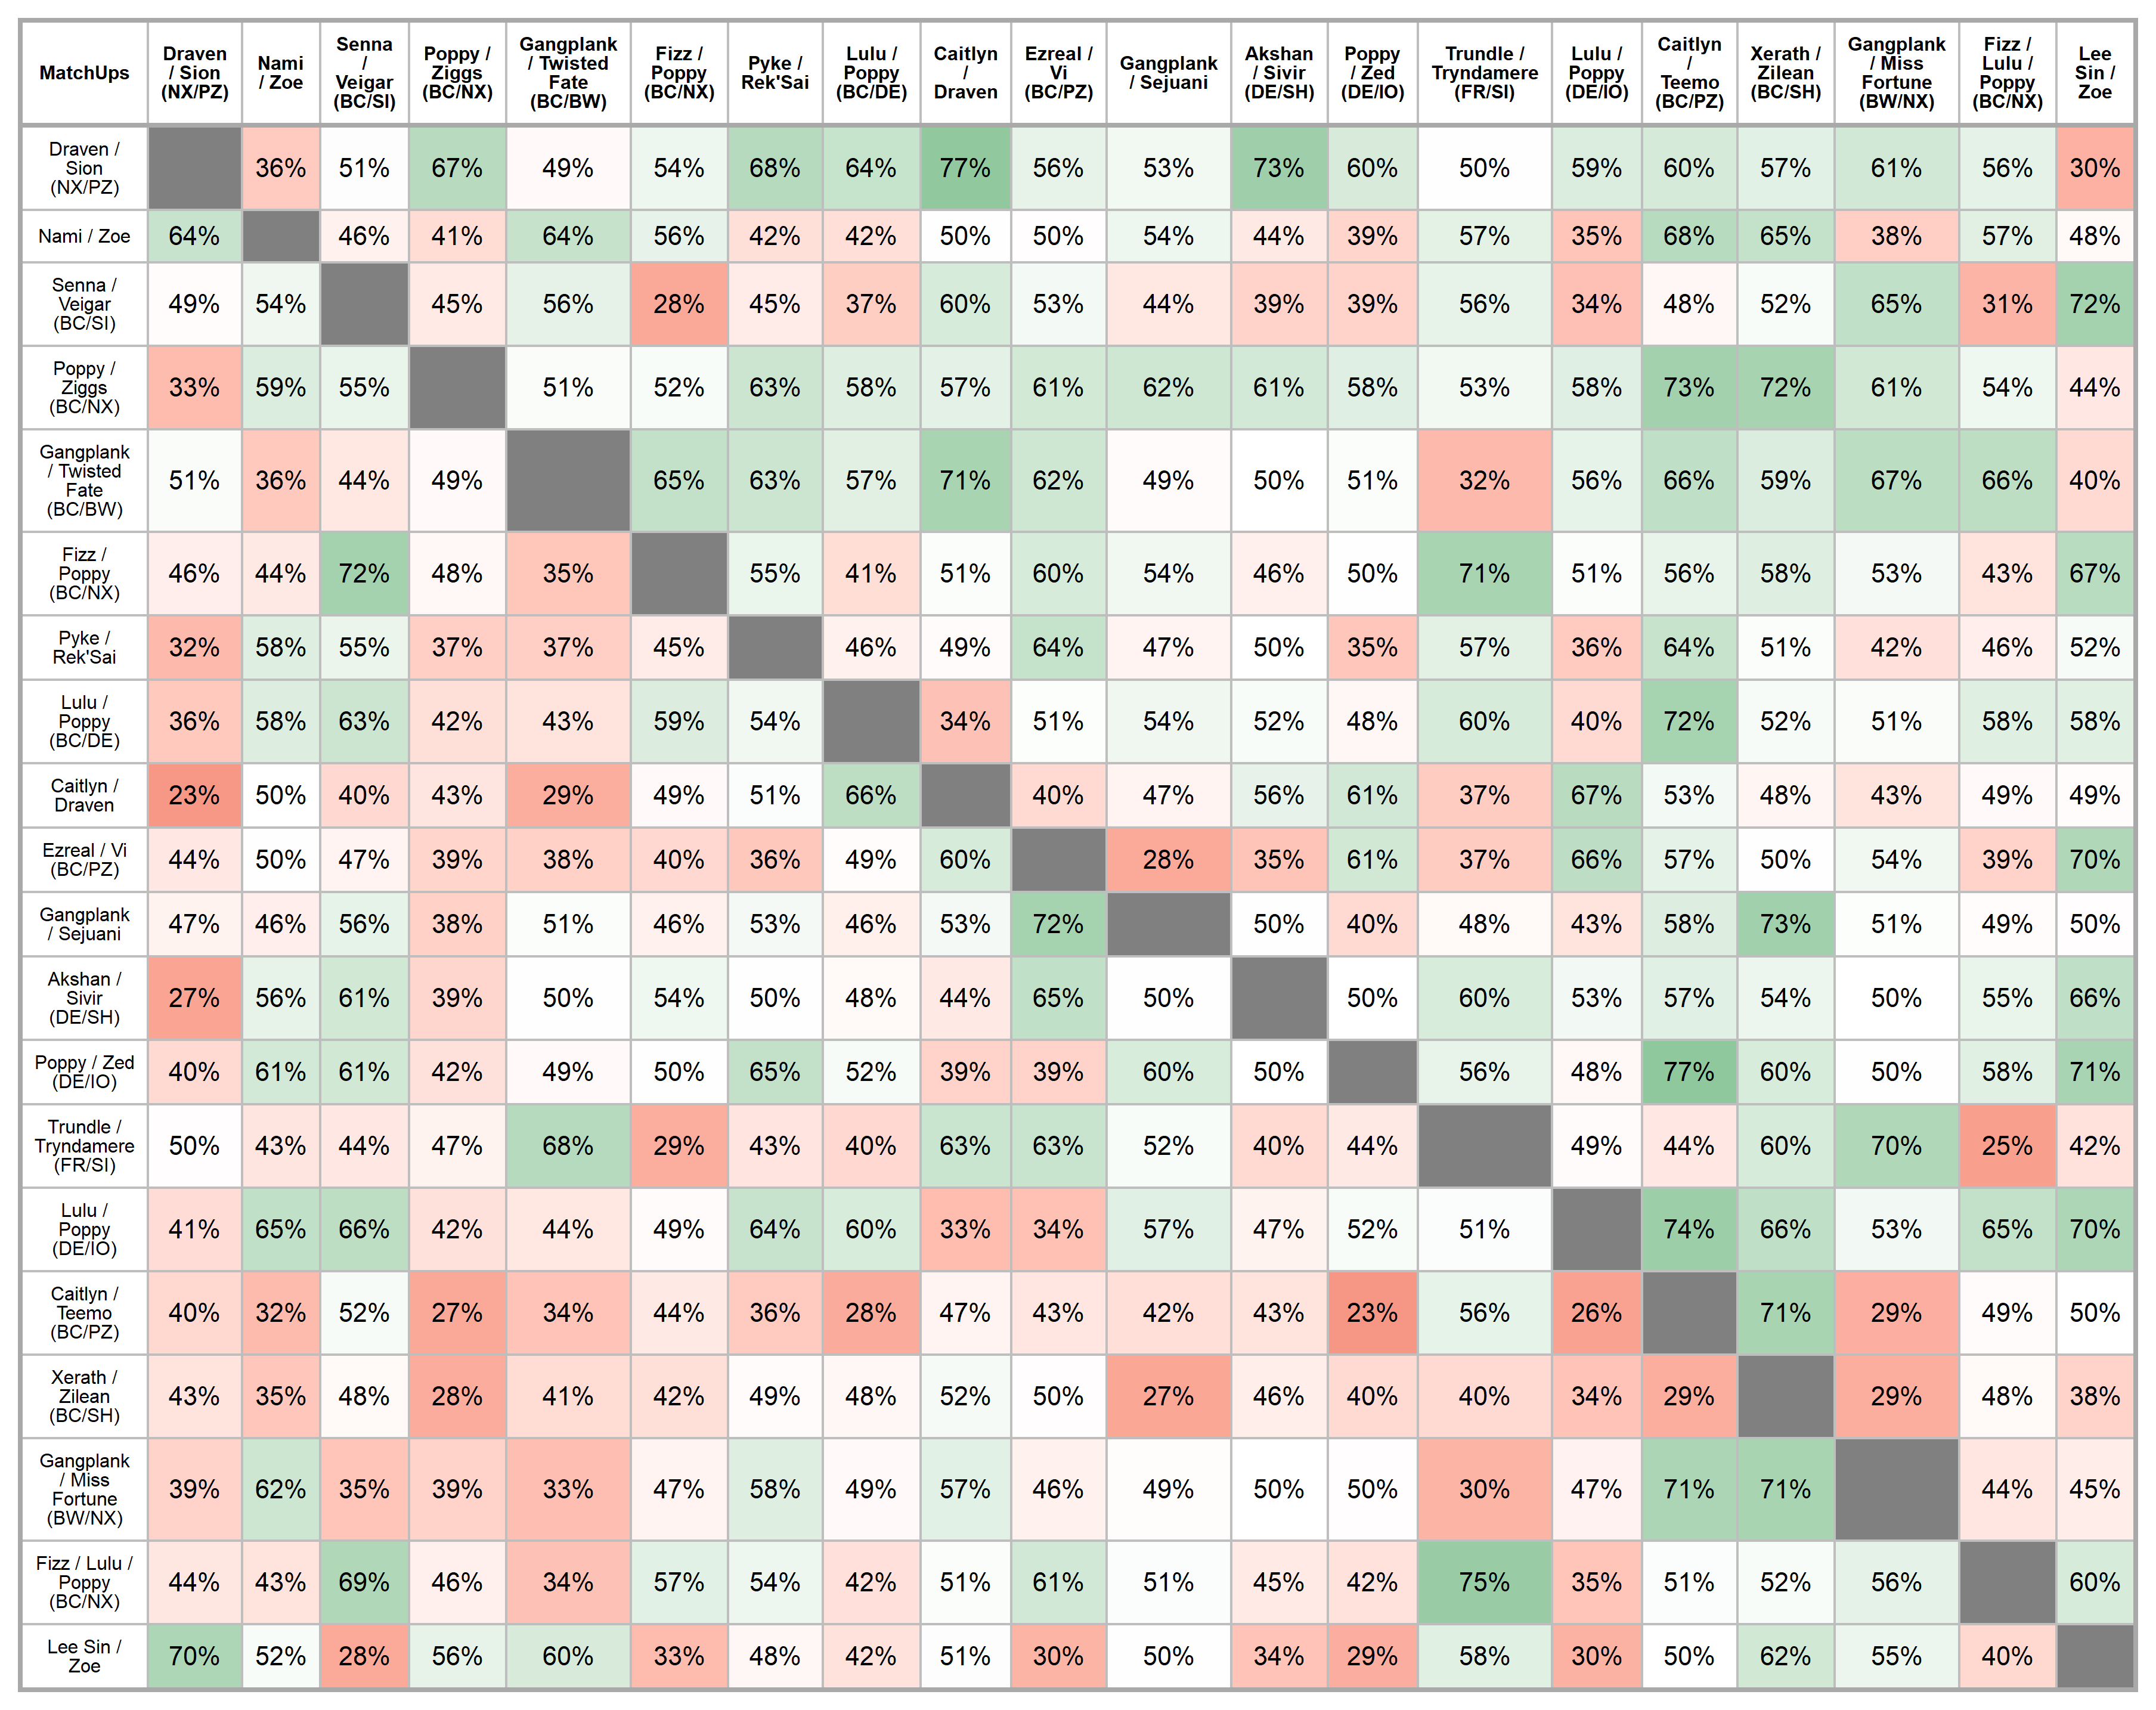 MatchUps Draven / Sion (NX/PZ) Nami / Zoe Senna / Veigar (BC/SI) Poppy / Ziggs (BC/NX) Gangplank / Twisted Fate (BC/BW) Fizz / Poppy (BC/NX) Pyke / Rek'Sai Lulu / Poppy (BC/DE) Caitlyn / Draven Ezreal / Vi (BC/PZ) Gangplank / Sejuani Akshan / Sivir (DE/SH) Poppy / Zed (DE/IO) Trundle / Tryndamere (FR/SI) Lulu / Poppy (DE/IO) Caitlyn / Teemo (BC/PZ) Xerath / Zilean (BC/SH) Gangplank / Miss Fortune (BW/NX) Fizz / Lulu / Poppy (BC/NX) Lee Sin / Zoe
Draven / Sion (NX/PZ) 36% 51% 67% 49% 54% 68% 64% 77% 56% 53% 73% 60% 50% 59% 60% 57% 61% 56% 30%
Nami / Zoe 64% 46% 41% 64% 56% 42% 42% 50% 50% 54% 44% 39% 57% 35% 68% 65% 38% 57% 48%
Senna / Veigar (BC/SI) 49% 54% 45% 56% 28% 45% 37% 60% 53% 44% 39% 39% 56% 34% 48% 52% 65% 31% 72%
Poppy / Ziggs (BC/NX) 33% 59% 55% 51% 52% 63% 58% 57% 61% 62% 61% 58% 53% 58% 73% 72% 61% 54% 44%
Gangplank / Twisted Fate (BC/BW) 51% 36% 44% 49% 65% 63% 57% 71% 62% 49% 50% 51% 32% 56% 66% 59% 67% 66% 40%
Fizz / Poppy (BC/NX) 46% 44% 72% 48% 35% 55% 41% 51% 60% 54% 46% 50% 71% 51% 56% 58% 53% 43% 67%
Pyke / Rek'Sai 32% 58% 55% 37% 37% 45% 46% 49% 64% 47% 50% 35% 57% 36% 64% 51% 42% 46% 52%
Lulu / Poppy (BC/DE) 36% 58% 63% 42% 43% 59% 54% 34% 51% 54% 52% 48% 60% 40% 72% 52% 51% 58% 58%
Caitlyn / Draven 23% 50% 40% 43% 29% 49% 51% 66% 40% 47% 56% 61% 37% 67% 53% 48% 43% 49% 49%
Ezreal / Vi (BC/PZ) 44% 50% 47% 39% 38% 40% 36% 49% 60% 28% 35% 61% 37% 66% 57% 50% 54% 39% 70%
Gangplank / Sejuani 47% 46% 56% 38% 51% 46% 53% 46% 53% 72% 50% 40% 48% 43% 58% 73% 51% 49% 50%
Akshan / Sivir (DE/SH) 27% 56% 61% 39% 50% 54% 50% 48% 44% 65% 50% 50% 60% 53% 57% 54% 50% 55% 66%
Poppy / Zed (DE/IO) 40% 61% 61% 42% 49% 50% 65% 52% 39% 39% 60% 50% 56% 48% 77% 60% 50% 58% 71%
Trundle / Tryndamere (FR/SI) 50% 43% 44% 47% 68% 29% 43% 40% 63% 63% 52% 40% 44% 49% 44% 60% 70% 25% 42%
Lulu / Poppy (DE/IO) 41% 65% 66% 42% 44% 49% 64% 60% 33% 34% 57% 47% 52% 51% 74% 66% 53% 65% 70%
Caitlyn / Teemo (BC/PZ) 40% 32% 52% 27% 34% 44% 36% 28% 47% 43% 42% 43% 23% 56% 26% 71% 29% 49% 50%
Xerath / Zilean (BC/SH) 43% 35% 48% 28% 41% 42% 49% 48% 52% 50% 27% 46% 40% 40% 34% 29% 29% 48% 38%
Gangplank / Miss Fortune (BW/NX) 39% 62% 35% 39% 33% 47% 58% 49% 57% 46% 49% 50% 50% 30% 47% 71% 71% 44% 45%
Fizz / Lulu / Poppy (BC/NX) 44% 43% 69% 46% 34% 57% 54% 42% 51% 61% 51% 45% 42% 75% 35% 51% 52% 56% 60%
Lee Sin / Zoe 70% 52% 28% 56% 60% 33% 48% 42% 51% 30% 50% 34% 29% 58% 30% 50% 62% 55% 40%